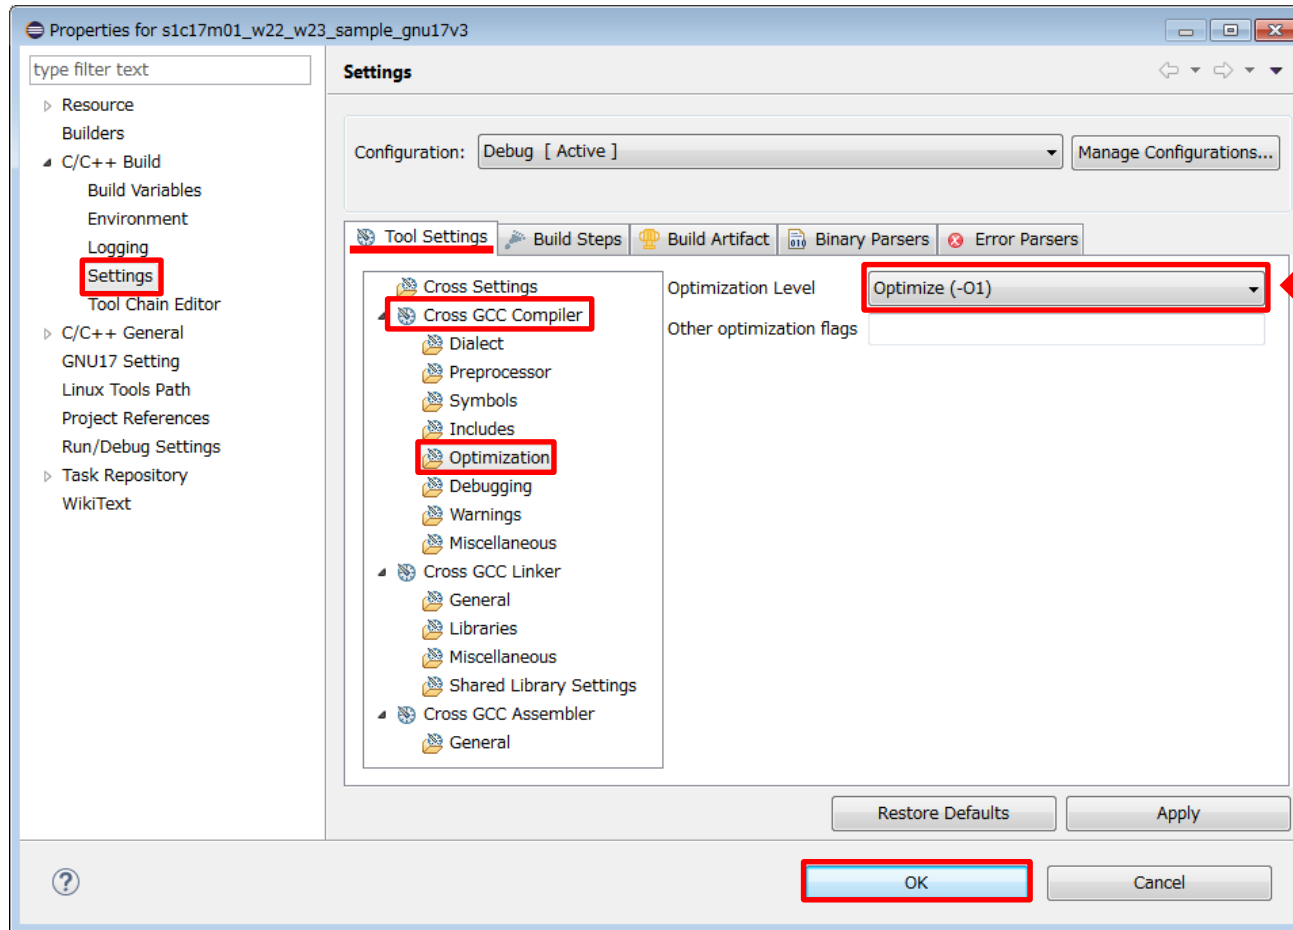 Properties for s1c17m01_w22_w23_sample_gnu17v3
type filter text
Resource
Builders
C/C++ Build
Build Variables
Environment
Logging
Settings
Tool Chain Editor
C/C++ General
GNU17 Setting
Linux Tools Path
Project References
Run/Debug Settings
Task Repository
WikiText
Settings
Configuration: Debug [ Active ] Manage Configurations...
Tool Settings Build Steps Build Artifact Binary Parsers Error Parsers
Cross Settings
Cross GCC Compiler
Dialect
Preprocessor
Symbols
Includes
Optimization
Debugging
Warnings
Miscellaneous
Cross GCC Linker
General
Libraries
Miscellaneous
Shared Library Settings
Cross GCC Assembler
General
Optimization Level Optimize (-O1)
Other optimization flags
Restore Defaults Apply
? OK Cancel